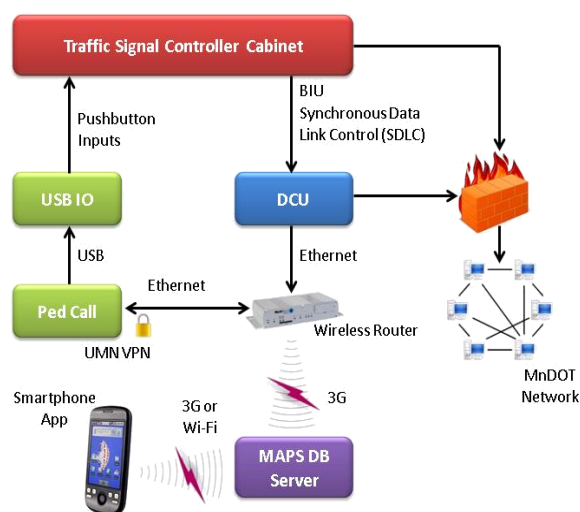 Traffic Signal Controller Cabinet
Pushbutton
Inputs
BIU
Synchronous Data
Link Control (SDLC)
USB IO
DCU
USB
Ethernet
Ethernet
Ped Call
UMN VPN
Wireless Router
MnDOT
Network
Smartphone
App
3G or
Wi-Fi
3G
MAPS DB
Server